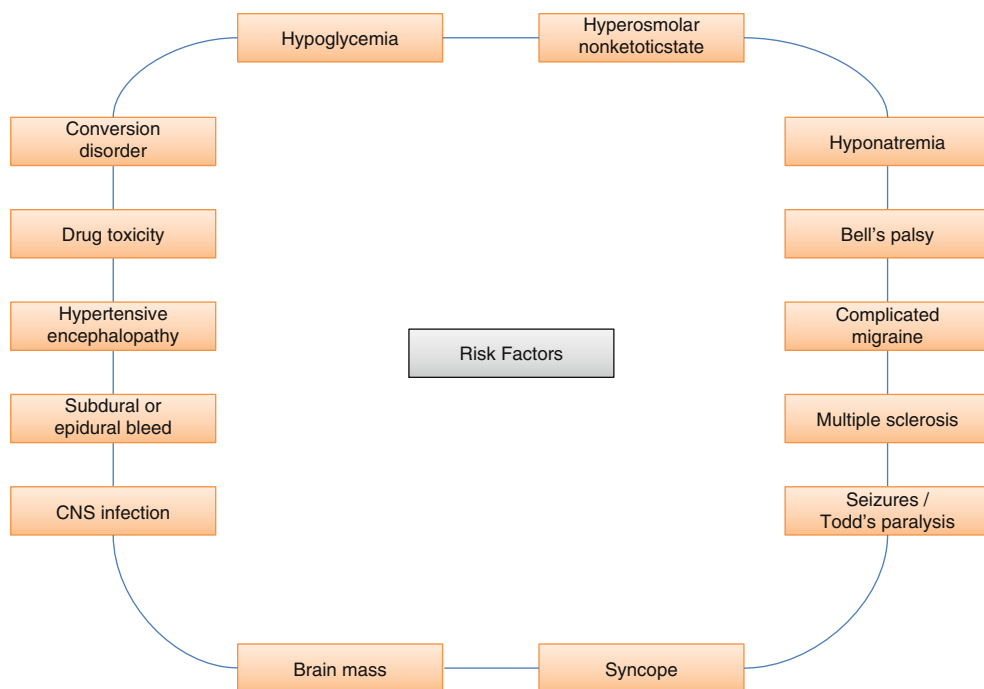 Hypoglycemia
Hyperosmolar
nonketoticstate
Conversion
disorder
Hyponatremia
Drug toxicity
Bell's palsy
Hypertensive
encephalopathy
Risk Factors
Complicated
migraine
Subdural or
epidural bleed
Multiple sclerosis
CNS infection
Seizures /
Todd's paralysis
Brain mass
Syncope